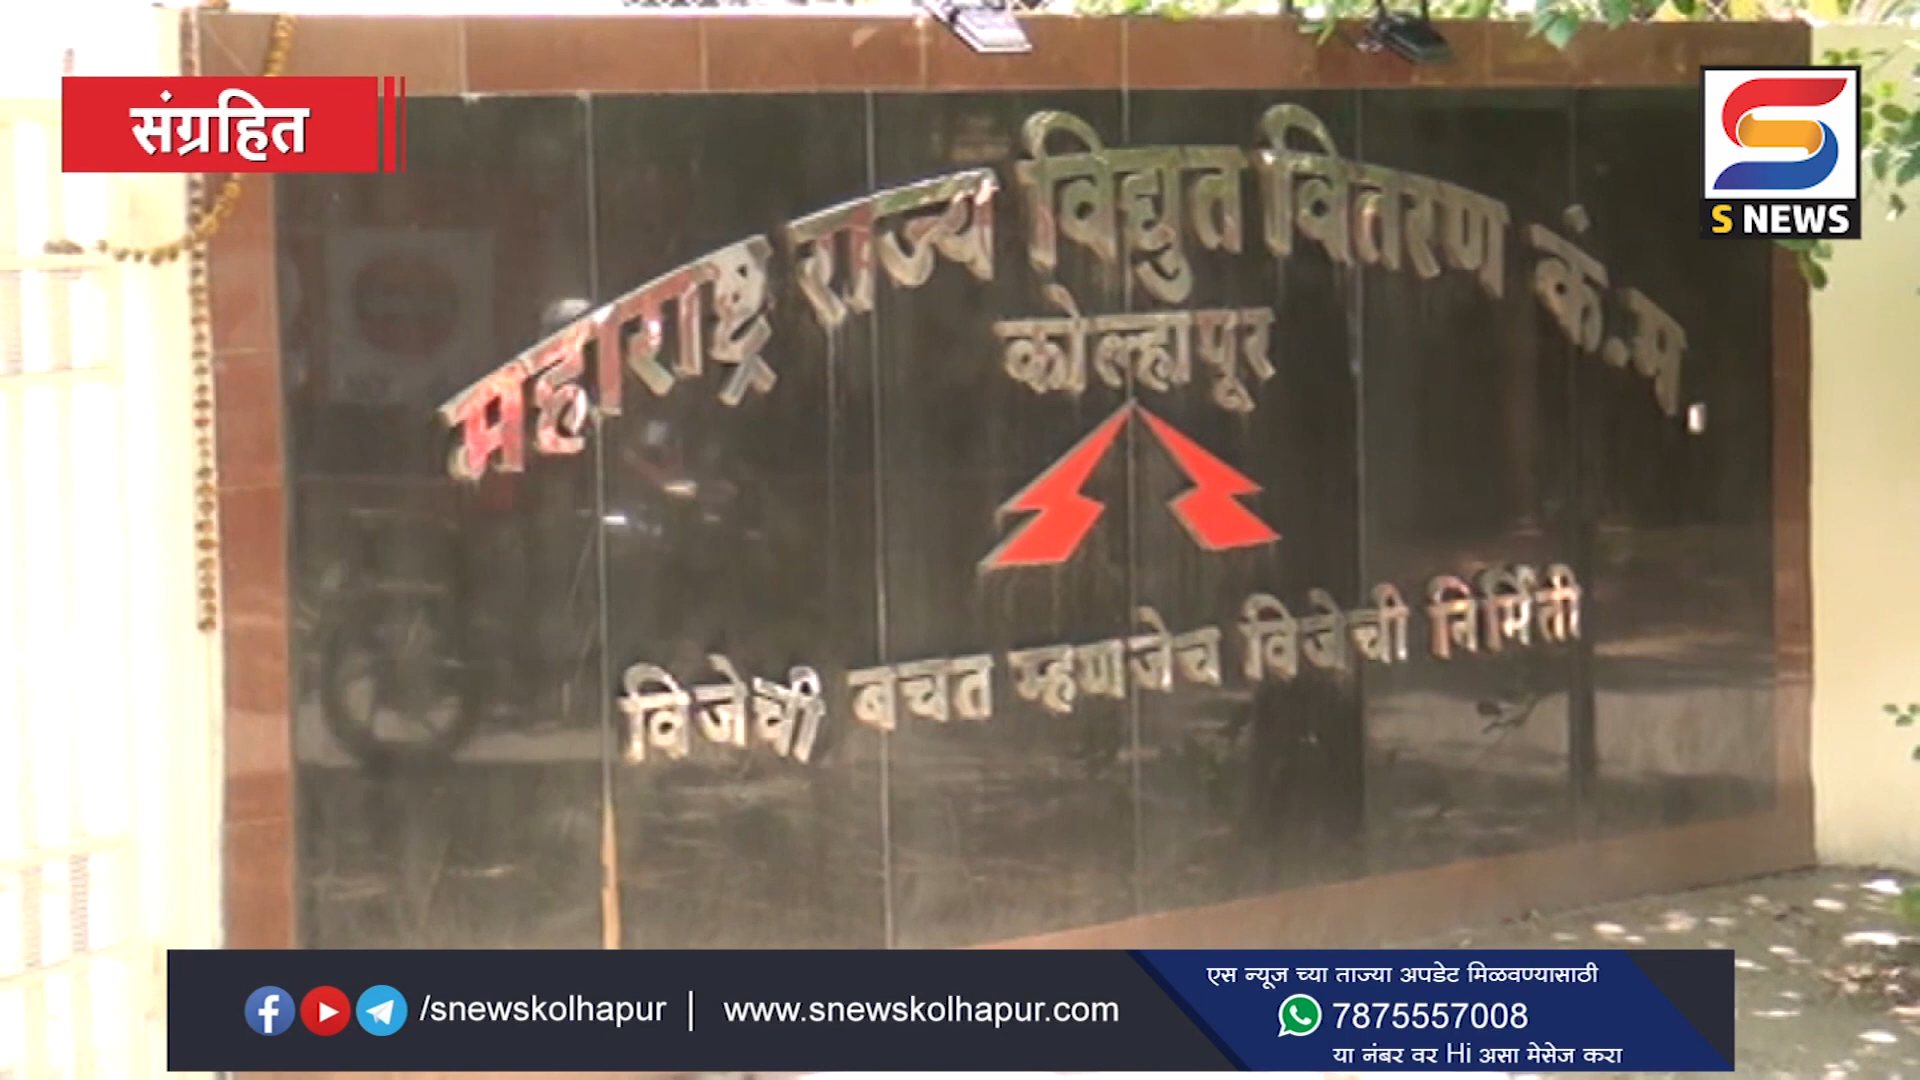 संग्रहित
S NEWS
महाराष्ट्र राज्य विद्युत वितरण कं.म
कोल्हापूर
विजेची बचत म्हणजेच विजेची निर्मिती
/snewskolhapur | www.snewskolhapur.com
एस न्यूज च्या ताज्या अपडेट मिळवण्यासाठी
7875557008
या नंबर वर Hi असा मेसेज करा